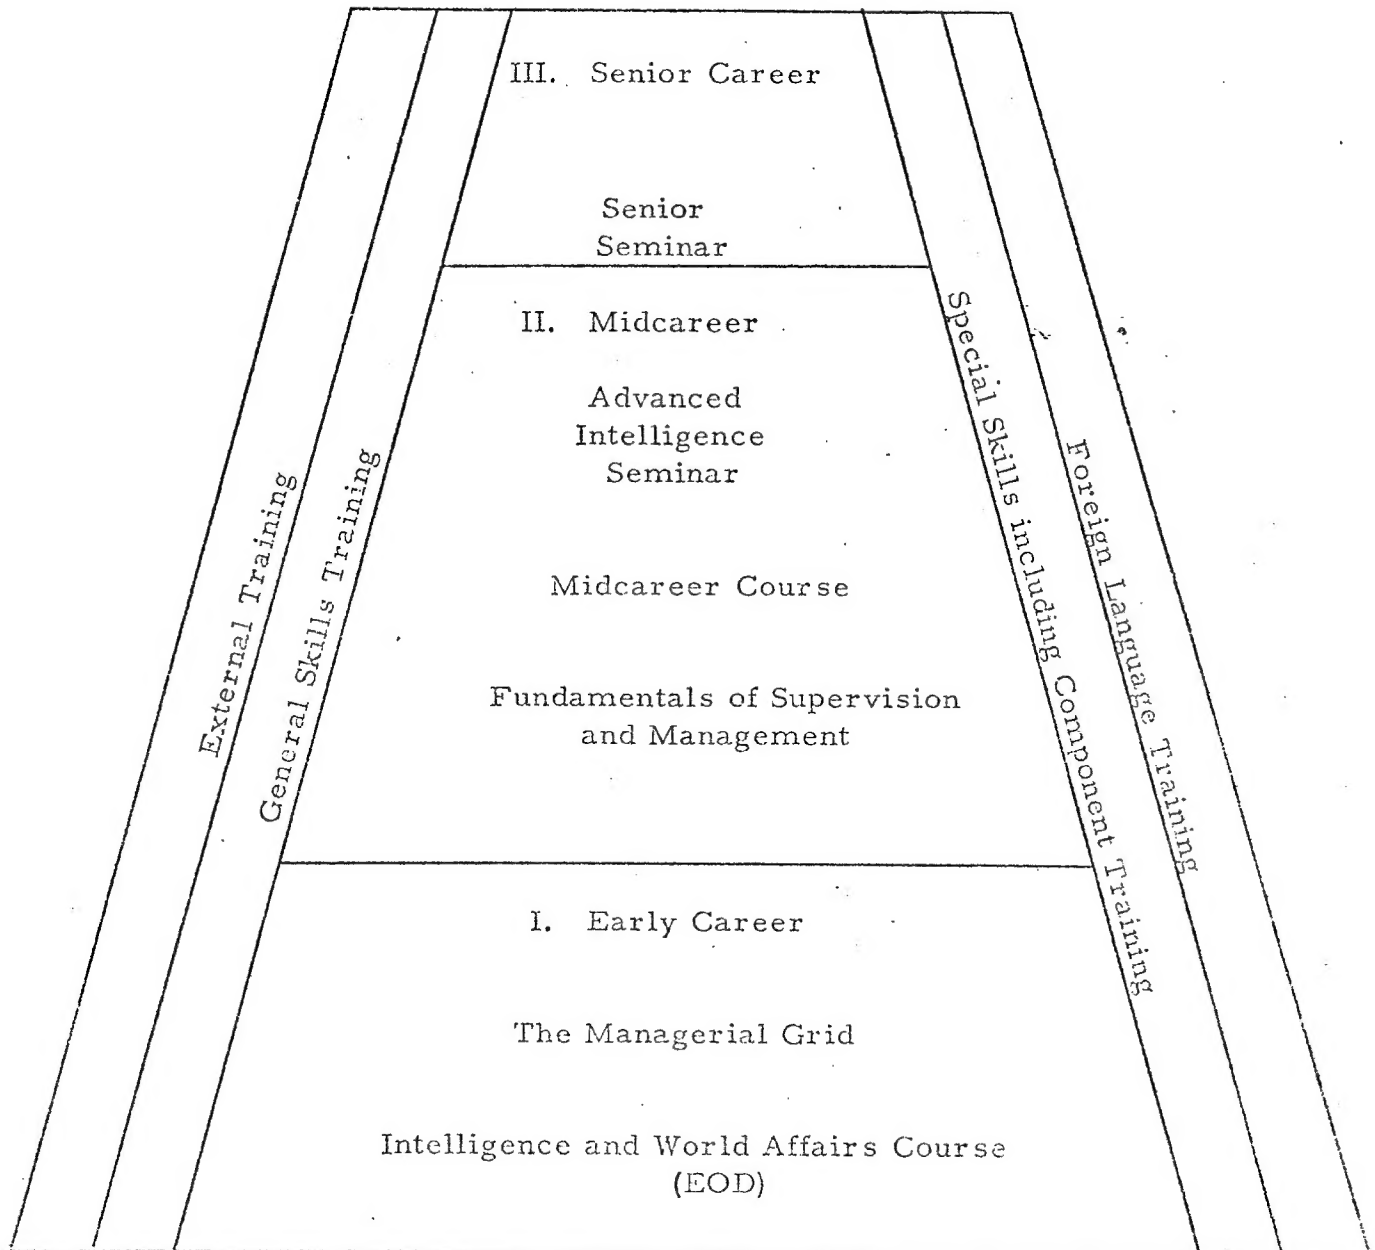 III. Senior Career
Senior
Seminar
II. Midcareer
Advanced
Intelligence
Seminar
Midcareer Course
Fundamentals of Supervision
and Management
I. Early Career
The Managerial Grid
Intelligence and World Affairs Course
(EOD)
External Training
General Skills Training
Special Skills including Component Training
Foreign Language Training